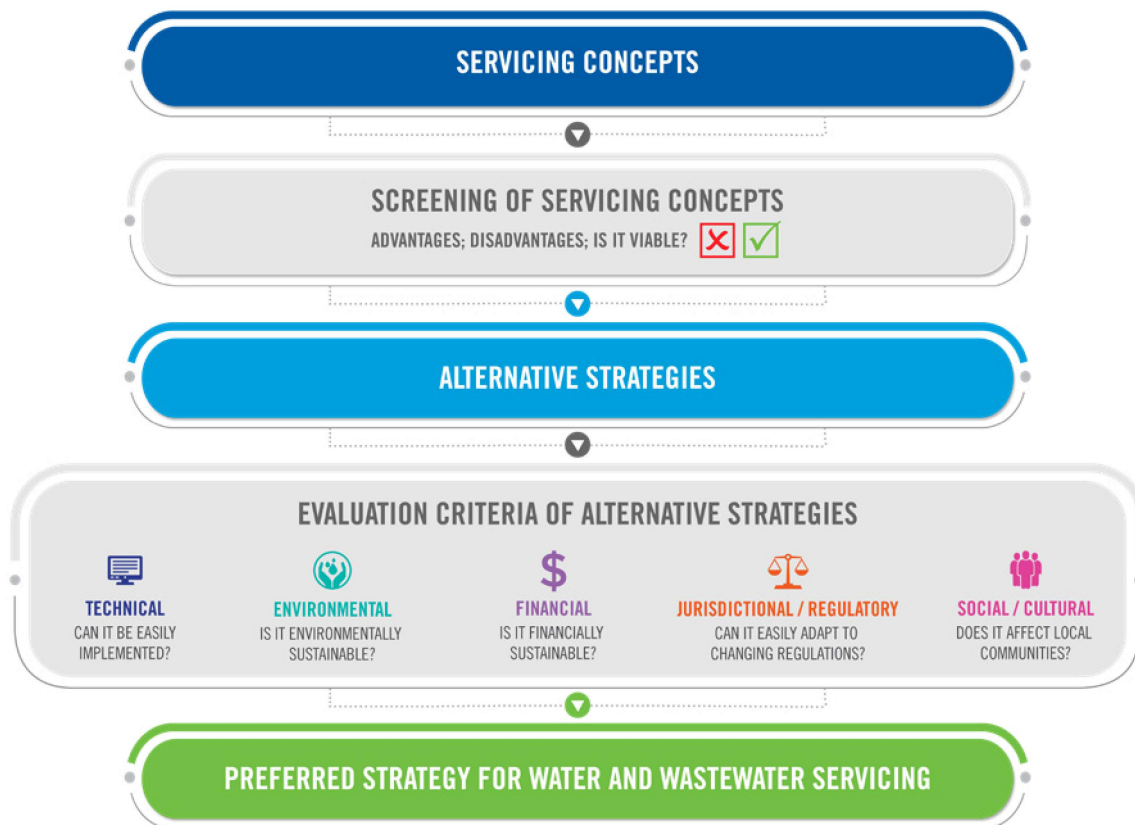 SERVICING CONCEPTS
SCREENING OF SERVICING CONCEPTS
ADVANTAGES; DISADVANTAGES; IS IT VIABLE?
ALTERNATIVE STRATEGIES
EVALUATION CRITERIA OF ALTERNATIVE STRATEGIES
TECHNICAL
CAN IT BE EASILY
IMPLEMENTED?
ENVIRONMENTAL
IS IT ENVIRONMENTALLY
SUSTAINABLE?
$
FINANCIAL
IS IT FINANCIALLY
SUSTAINABLE?
JURISDICTIONAL / REGULATORY
CAN IT EASILY ADAPT TO
CHANGING REGULATIONS?
SOCIAL / CULTURAL
DOES IT AFFECT LOCAL
COMMUNITIES?
PREFERRED STRATEGY FOR WATER AND WASTEWATER SERVICING